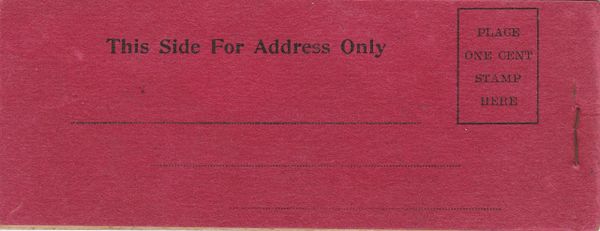 This Side For Address Only
PLACE
ONE CENT
STAMP
HERE